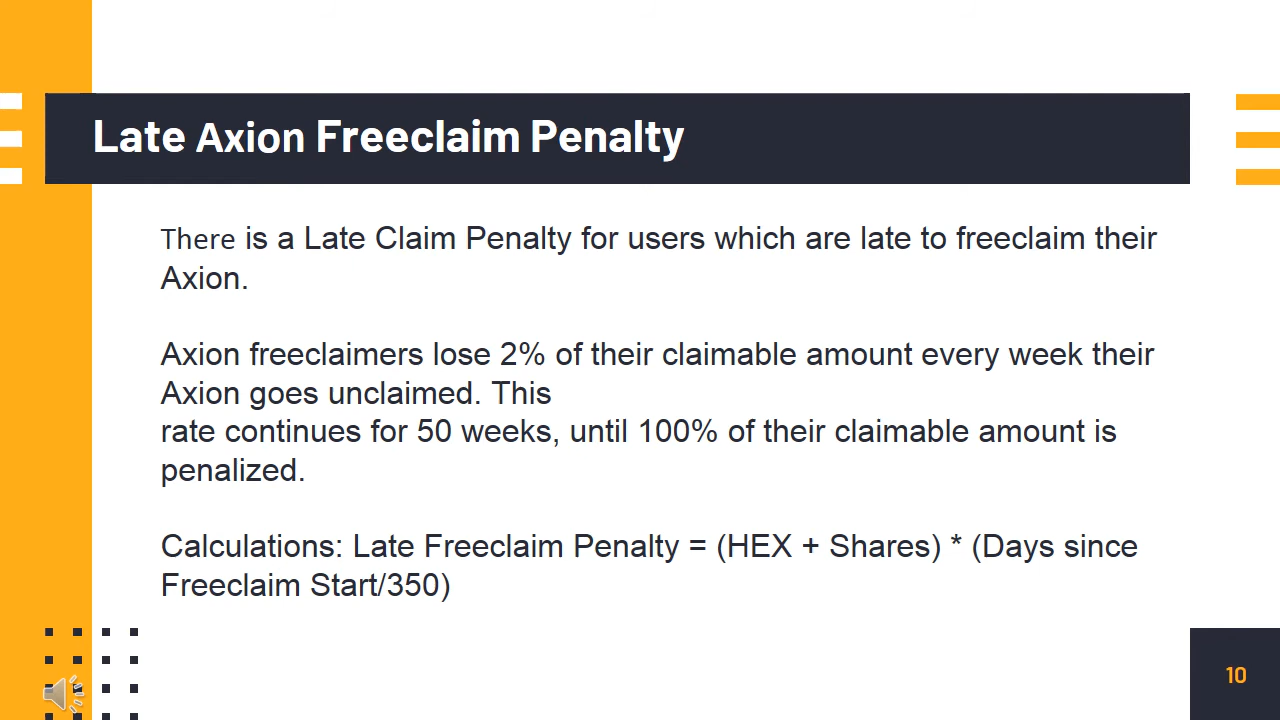 Late Axion Freeclaim Penalty
There is a Late Claim Penalty for users which are late to freeclaim their
Axion.
Axion freeclaimers lose 2% of their claimable amount every week their
Axion goes unclaimed. This
rate continues for 50 weeks, until 100% of their claimable amount is
penalized.
Calculations: Late Freeclaim Penalty = (HEX + Shares) * (Days since
Freeclaim Start/350)
10